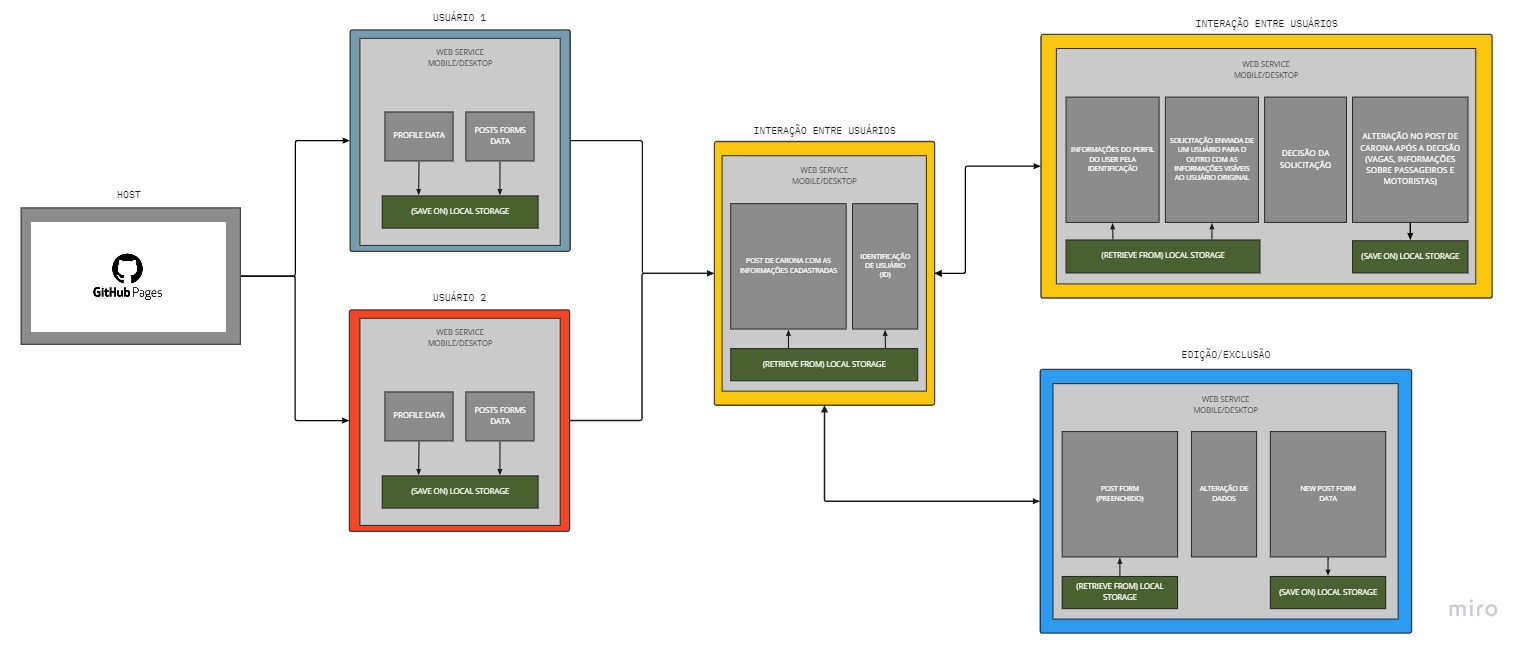 HOST
GitHub Pages
USUÁRIO 1
WEB SERVICE
MOBILE/DESKTOP
PROFILE DATA
POSTS FORMS
DATA
(SAVE ON) LOCAL STORAGE
USUÁRIO 2
WEB SERVICE
MOBILE/DESKTOP
PROFILE DATA
POSTS FORMS
DATA
(SAVE ON) LOCAL STORAGE
INTERAÇÃO ENTRE USUÁRIOS
WEB SERVICE
MOBILE/DESKTOP
POST DE CARONA COM AS
INFORMAÇÕES CADASTRADAS
IDENTIFICAÇÃO
DE USUÁRIO
(ID)
(RETRIEVE FROM) LOCAL STORAGE
INTERAÇÃO ENTRE USUÁRIOS
WEB SERVICE
MOBILE/DESKTOP
INFORMAÇÕES DO PERFIL
DO USER PELA
IDENTIFICAÇÃO
SOLICITAÇÃO ENVIADA DE
UM USUÁRIO PARA O
OUTRO COM AS
INFORMAÇÕES VISÍVEIS
AO USUÁRIO ORIGINAL
DECISÃO DA
SOLICITAÇÃO
ALTERAÇÃO NO POST DE
CARONA APÓS A DECISÃO
(VAGAS, INFORMAÇÕES
SOBRE PASSAGEIROS E
MOTORISTAS)
(RETRIEVE FROM) LOCAL STORAGE
(SAVE ON) LOCAL STORAGE
EDIÇÃO/EXCLUSÃO
WEB SERVICE
MOBILE/DESKTOP
POST FORM
(PREENCHIDO)
ALTERAÇÃO DE
DADOS
NEW POST FORM
DATA
(RETRIEVE FROM) LOCAL
STORAGE
(SAVE ON) LOCAL STORAGE
miro